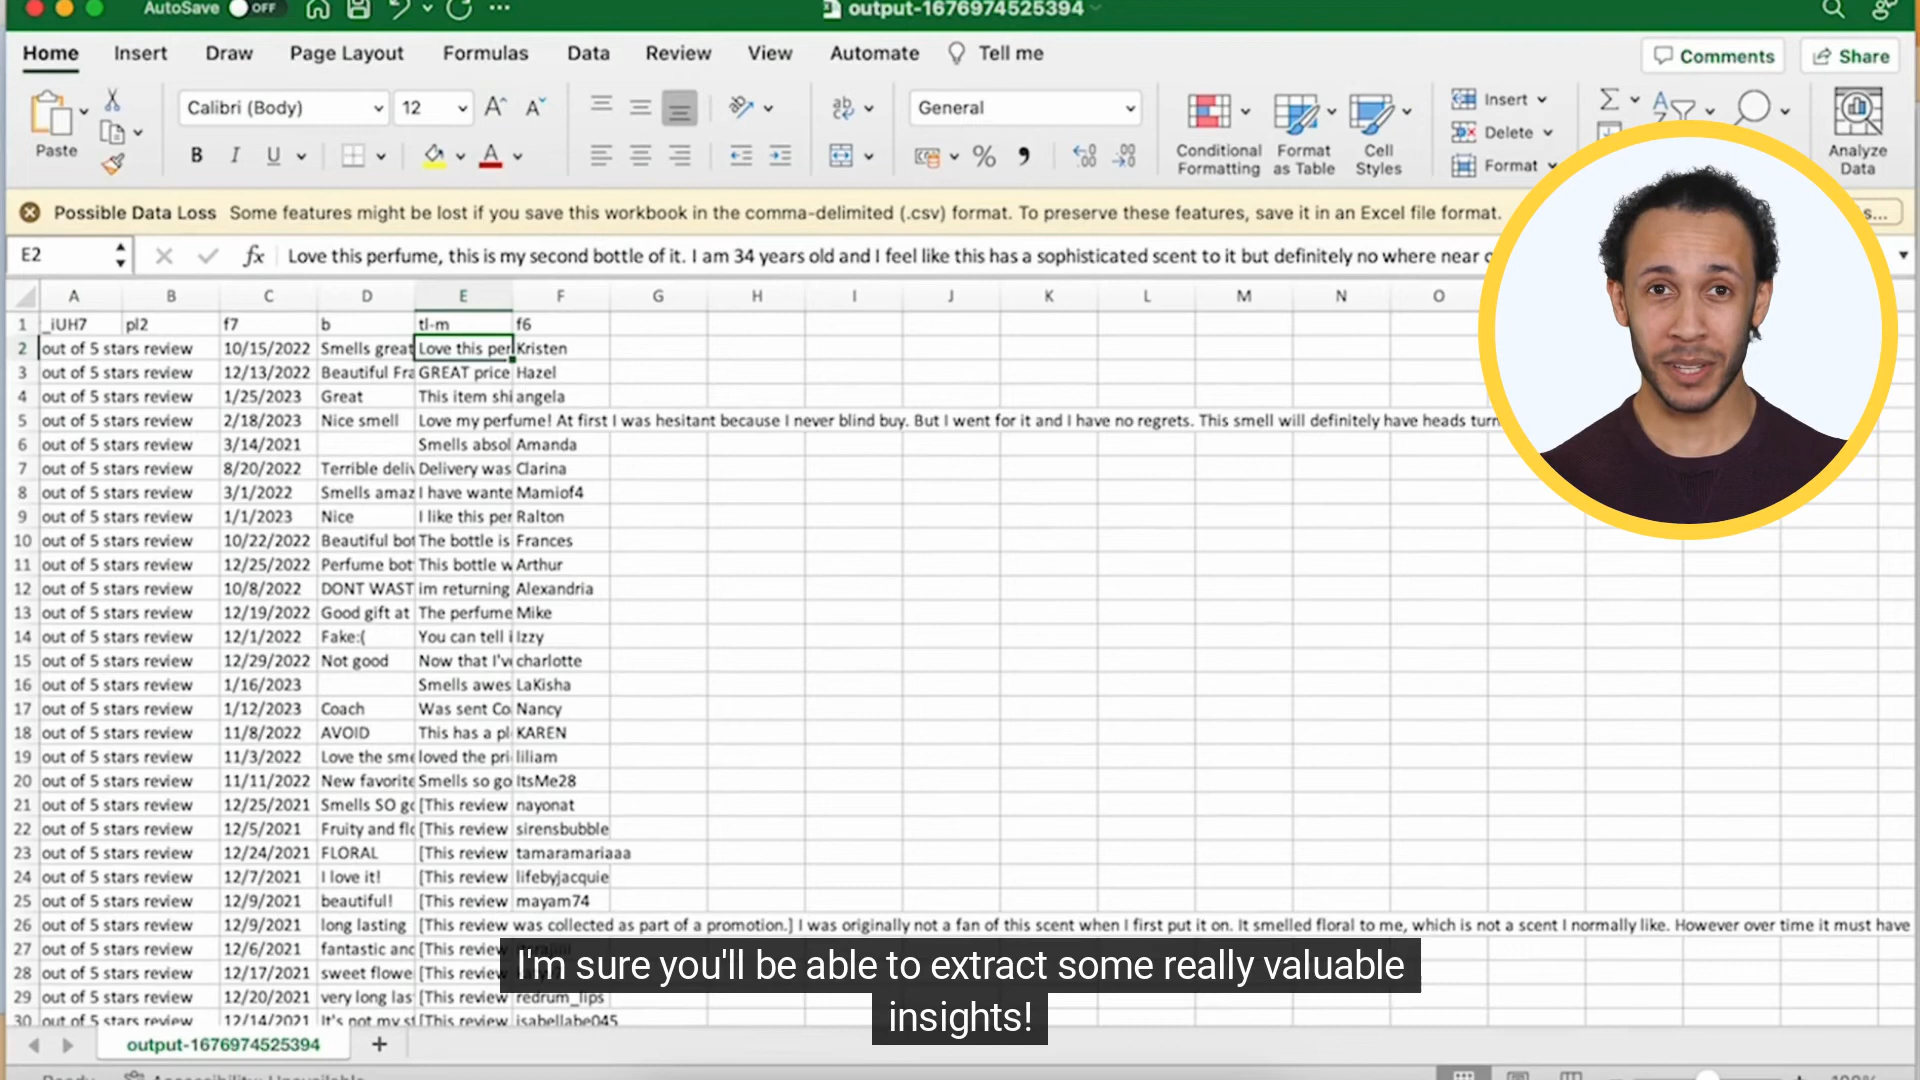 AutoSave OFF output-1676974525394
Home Insert Draw Page Layout Formulas Data Review View Automate Tell me Comments Share
Paste Calibri (Body) 12 General Insert
B I U Delete
Conditional Formatting Format as Table Cell Styles Format Analyze Data
Possible Data Loss Some features might be lost if you save this workbook in the comma-delimited (.csv) format. To preserve these features, save it in an Excel file format.
E2 fx Love this perfume, this is my second bottle of it. I am 34 years old and I feel like this has a sophisticated scent to it but definitely no where near
A B C D E F G H I J K L M N O
1 _iUH7 pl2 f7 b tl-m f6
2 out of 5 stars review 10/15/2022 Smells great Love this per Kristen
3 out of 5 stars review 12/13/2022 Beautiful Fra GREAT price Hazel
4 out of 5 stars review 1/25/2023 Great This item shi angela
5 out of 5 stars review 2/18/2023 Nice smell Love my perfume! At first I was hesitant because I never blind buy. But I went for it and I have no regrets. This smell will definitely have heads turn
6 out of 5 stars review 3/14/2021 Smells absol Amanda
7 out of 5 stars review 8/20/2022 Terrible deliv Delivery was Clarina
8 out of 5 stars review 3/1/2022 Smells amaz I have wante Mamiof4
9 out of 5 stars review 1/1/2023 Nice I like this per Ralton
10 out of 5 stars review 10/22/2022 Beautiful bot The bottle is Frances
11 out of 5 stars review 12/25/2022 Perfume bot This bottle w Arthur
12 out of 5 stars review 10/8/2022 DONT WAST im returning Alexandria
13 out of 5 stars review 12/19/2022 Good gift at The perfume Mike
14 out of 5 stars review 12/1/2022 Fake:( You can tell i Izzy
15 out of 5 stars review 12/29/2022 Not good Now that I'v charlotte
16 out of 5 stars review 1/16/2023 Smells awes LaKisha
17 out of 5 stars review 1/12/2023 Coach Was sent Co Nancy
18 out of 5 stars review 11/8/2022 AVOID This has a pl KAREN
19 out of 5 stars review 11/3/2022 Love the sme loved the pri liliam
20 out of 5 stars review 11/11/2022 New favorite Smells so go ItsMe28
21 out of 5 stars review 12/25/2021 Smells SO go [This review nayonat
22 out of 5 stars review 12/5/2021 Fruity and flo [This review sirensbubble
23 out of 5 stars review 12/24/2021 FLORAL [This review tamaramariaaa
24 out of 5 stars review 12/7/2021 I love it! [This review lifebyjacquie
25 out of 5 stars review 12/9/2021 beautiful! [This review mayam74
26 out of 5 stars review 12/9/2021 long lasting [This review was collected as part of a promotion.] I was originally not a fan of this scent when I first put it on. It smelled floral to me, which is not a scent I normally like. However over time it must have
27 out of 5 stars review 12/6/2021 fantastic and [This review
28 out of 5 stars review 12/17/2021 sweet flowe [This review
29 out of 5 stars review 12/20/2021 very long las [This review redrum_lips
30 out of 5 stars review 12/14/2021 It's not my st [This review isabellabe045
I'm sure you'll be able to extract some really valuable
insights!
output-1676974525394